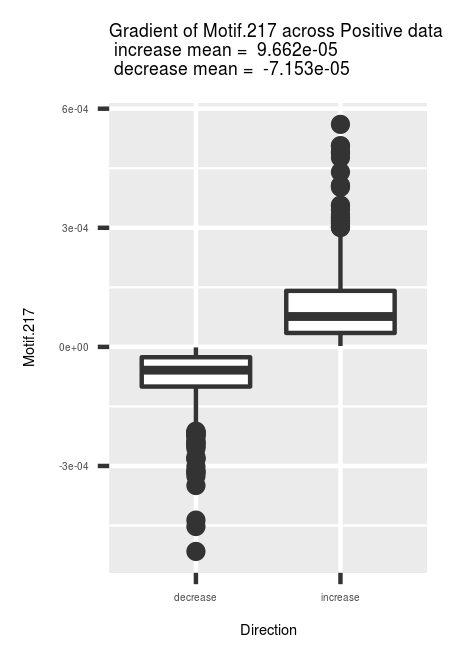 Gradient of Motif.217 across Positive data
increase mean =  9.662e-05
decrease mean =  -7.153e-05
6e-04
3e-04
0e+00
-3e-04
Motif.217
decrease
increase
Direction